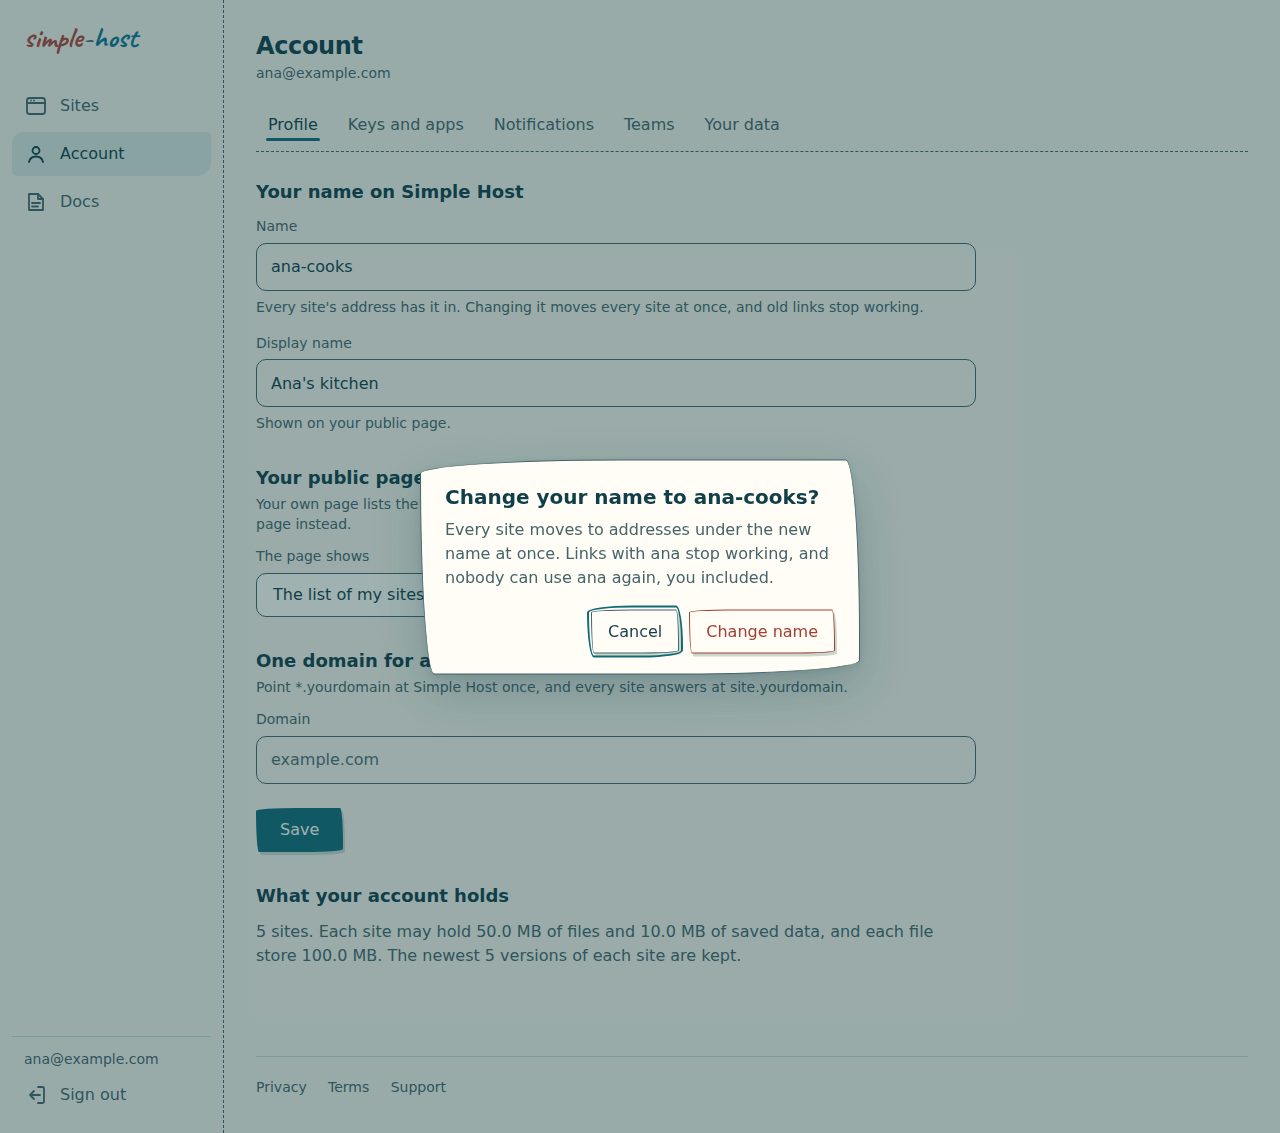 simple-host
Sites
Account
Docs
ana@example.com
Sign out
Account
ana@example.com
Profile
Keys and apps
Notifications
Teams
Your data
Your name on Simple Host
Name
ana-cooks
Every site's address has it in. Changing it moves every site at once, and old links stop working.
Display name
Ana's kitchen
Shown on your public page.
Your public page
Your own page lists the
page instead.
The page shows
The list of my sites
One domain for a
Point *.yourdomain at Simple Host once, and every site answers at site.yourdomain.
Domain
example.com
Save
What your account holds
5 sites. Each site may hold 50.0 MB of files and 10.0 MB of saved data, and each file
store 100.0 MB. The newest 5 versions of each site are kept.
Privacy
Terms
Support
Change your name to ana-cooks?
Every site moves to addresses under the new
name at once. Links with ana stop working, and
nobody can use ana again, you included.
Cancel
Change name